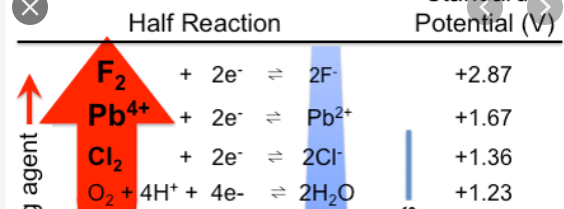 Half Reaction Potential (V)
F₂ + 2e⁻ ⇌ 2F⁻ +2.87
Pb⁴⁺ + 2e⁻ ⇌ Pb²⁺ +1.67
Cl₂ + 2e⁻ ⇌ 2Cl⁻ +1.36
O₂ + 4H⁺ + 4e- ⇌ 2H₂O +1.23
agent